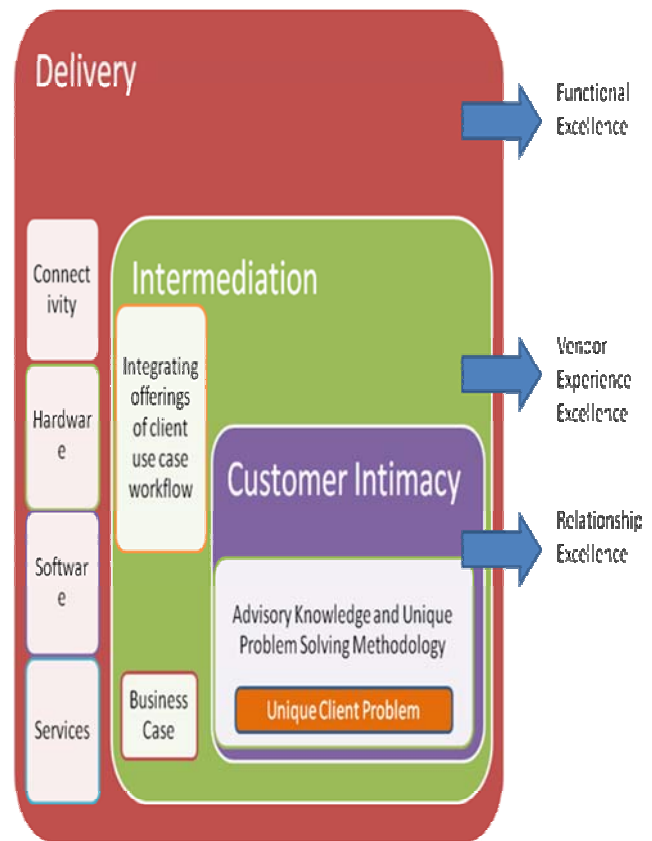 Delivery
Functional
Excellence
Connect
ivity
Hardwar
e
Softwar
e
Services
Intermediation
Integrating
offerings
of client
use case
workflow
Business
Case
Vendor
Experience
Excellence
Customer Intimacy
Relationship
Excellence
Advisory Knowledge and Unique
Problem Solving Methodology
Unique Client Problem